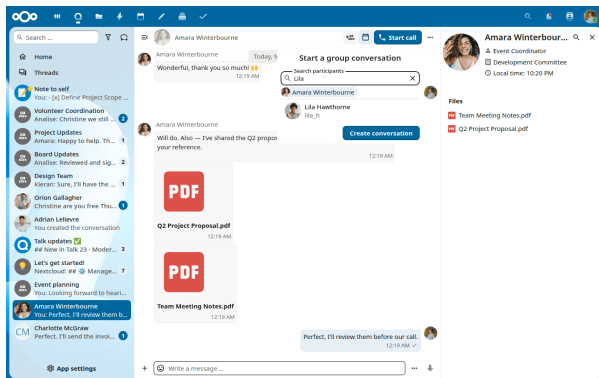 Search ...
Home
Threads
Note to self
You: - [x] Define Project Scope ...
Volunteer Coordination
Analise: Christine we still ...
2
Project Updates
Amara: Happy to help. Th...
1
Board Updates
Analise: Reviewed and sig...
2
Design Team
Kieran: Sure, I'll have the ...
1
Orion Gallagher
Christine are you free Thu...
1
Adrian Lelievre
You created the conversation
Talk updates ✅
## New in Talk 23 - Moder...
3
Let's get started!
Nextcloud: ## ⚙️ Manage...
7
Event planning
You: Looking forward to heari...
Amara Winterbourne
You: Perfect, I'll review them b...
CM
Charlotte McGraw
Perfect. I'll send the invoi...
1
App settings
Amara Winterbourne
Start call
Amara Winterbourne
Today, M
Wonderful, thank you so much! 🙌
12:19 AM
Start a group conversation
Search participants
Lila
Amara Winterbourne
Lila Hawthorne
lila_h
Create conversation
Amara Winterbourne
Will do. Also — I've shared the Q2 propos
your reference.
12:19 AM
PDF
Q2 Project Proposal.pdf
12:19 AM
PDF
Team Meeting Notes.pdf
12:19 AM
Perfect, I'll review them before our call.
12:19 AM
Write a message ...
Amara Winterbour...
Event Coordinator
Development Committee
Local time: 10:20 PM
Files
PDF Team Meeting Notes.pdf
PDF Q2 Project Proposal.pdf